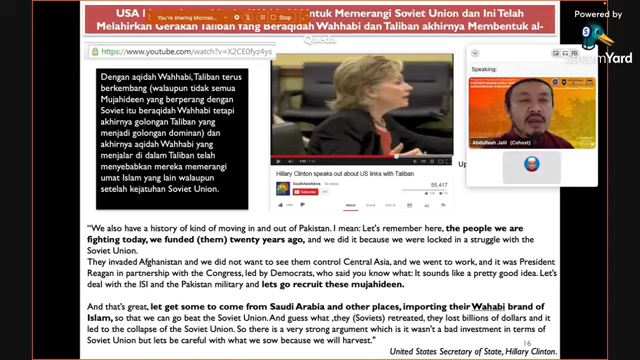 Powered by
StreamYard
You're sharing Microsof...
Stop
USA
Untuk Memerangi Soviet Union dan Ini Telah
Melahirkan Gerakan Taliban Yang Beraqidah Wahhabi dan Taliban akhirnya Membentuk al-
https://www.youtube.com/watch?v=X2CE0fyz4ys
Dengan aqidah Wahhabi, Taliban terus
berkembang (walaupun tidak semua
Mujahideen yang berperang dengan
Soviet itu beraqidah Wahhabi tetapi
akhirnya golongan Taliban yang
menjadi golongan dominan) dan
akhirnya aqidah Wahhabi yang
menjalar di dalam Taliban telah
menyebabkan mereka memerangi
umat Islam yang lain walaupun
setelah kejatuhan Soviet Union.
Hillary Clinton speaks out about US links with Taliban
55,417
Speaking:
Abdullaah Jalil (Cohost)
"We also have a history of kind of moving in and out of Pakistan. I mean: Let's remember here, the people we are
fighting today, we funded (them) twenty years ago, and we did it because we were locked in a struggle with the
Soviet Union.
They invaded Afghanistan and we did not want to see them control Central Asia, and we went to work, and it was President
Reagan in partnership with the Congress, led by Democrats, who said you know what: It sounds like a pretty good idea. Let's
deal with the ISI and the Pakistan military and lets go recruit these mujahideen.
And that's great, let get some to come from Saudi Arabia and other places, importing their Wahabi brand of
Islam, so that we can go beat the Soviet Union. And guess what ,they (Soviets) retreated, they lost billions of dollars and it
led to the collapse of the Soviet Union. So there is a very strong argument which is it wasn't a bad investment in terms of
Soviet Union but lets be careful with what we sow because we will harvest."
16
United States Secretary of State, Hillary Clinton.